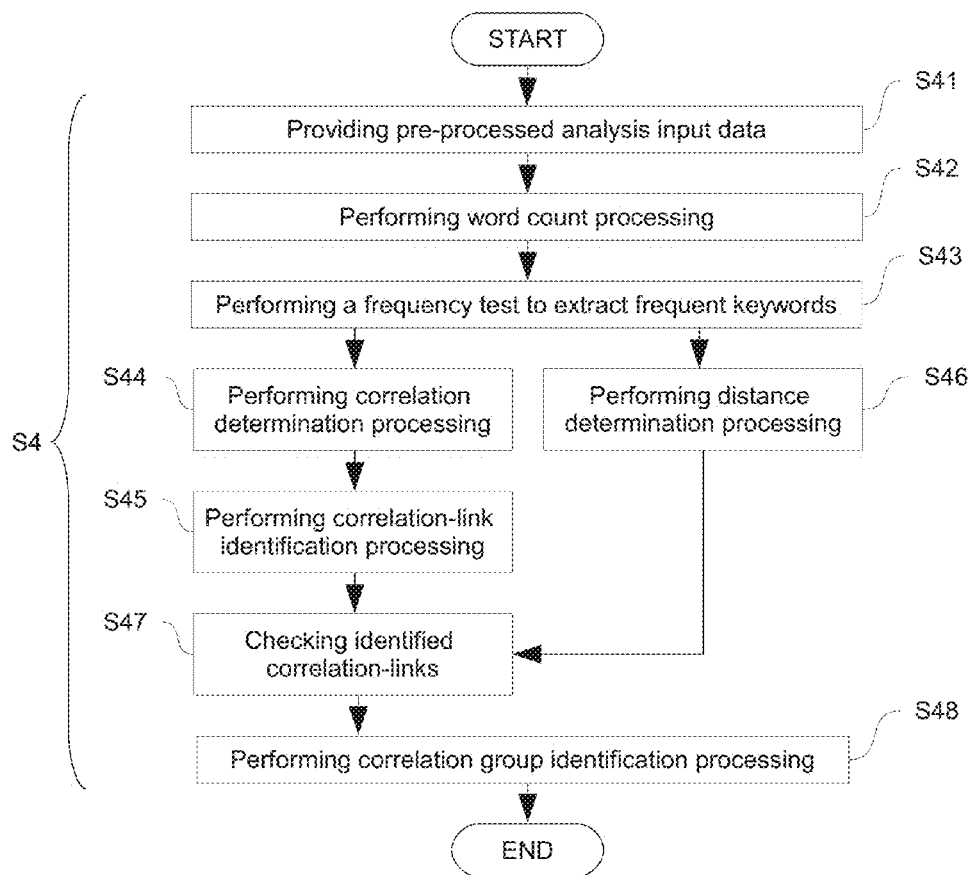 START
S41
Providing pre-processed analysis input data
S42
Performing word count processing
S43
Performing a frequency test to extract frequent keywords
S44
Performing correlation
determination processing
Performing distance
determination processing
S46
S4
S45
Performing correlation-link
identification processing
S47
Checking identified
correlation-links
S48
Performing correlation group identification processing
END